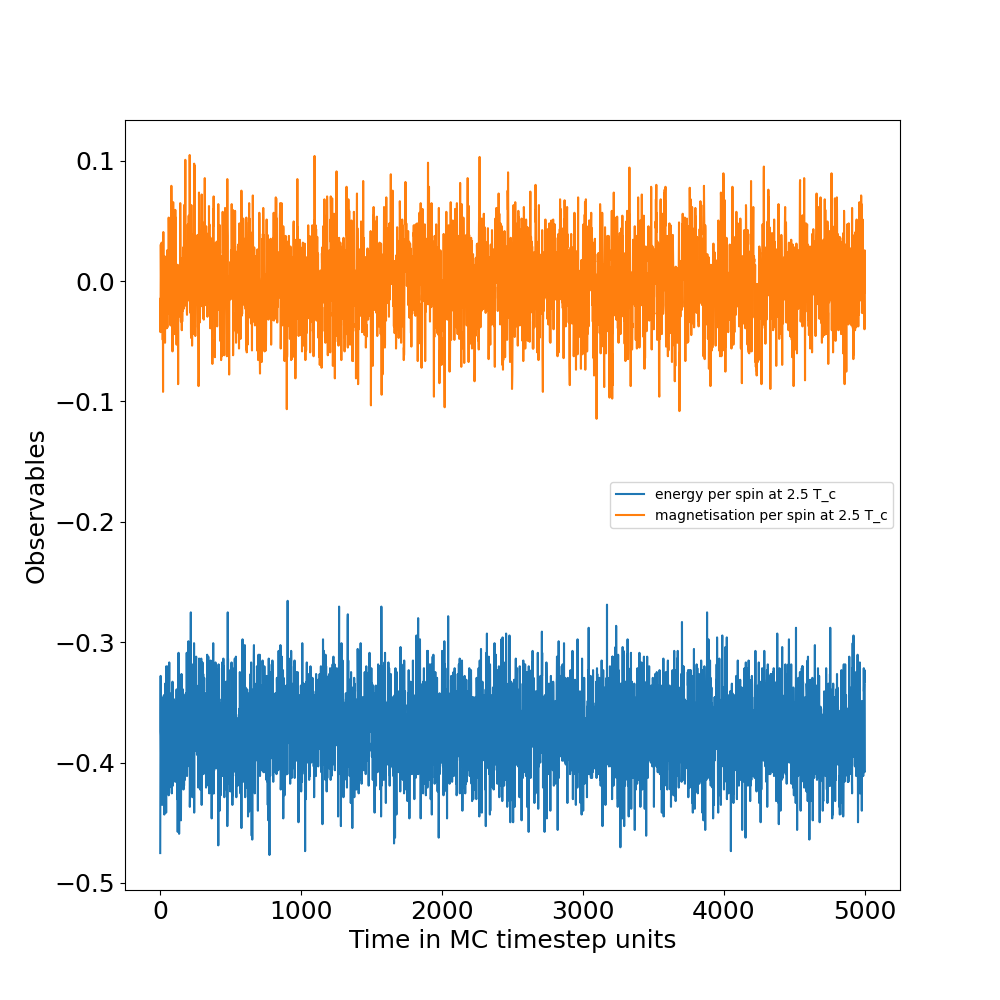 0.1
0.0
−0.1
−0.2
−0.3
−0.4
−0.5
Observables
energy per spin at 2.5 T_c
magnetisation per spin at 2.5 T_c
0 1000 2000 3000 4000 5000
Time in MC timestep units